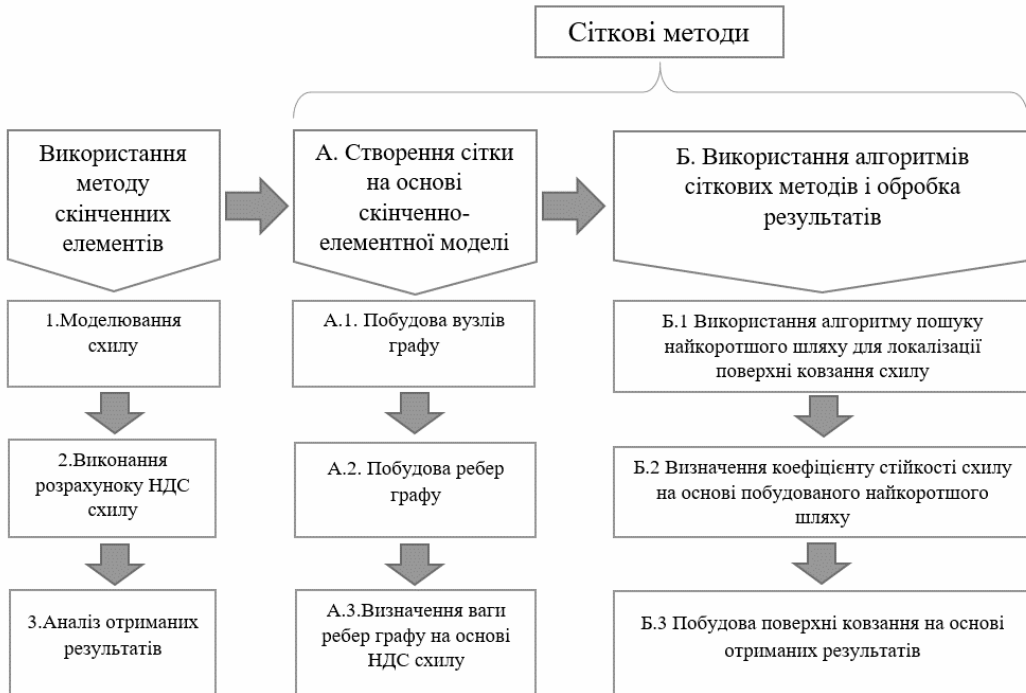 Сіткові методи
Використання
методу
скінченних
елементів
А. Створення сітки
на основі
скінченно-
елементної моделі
Б. Використання алгоритмів
сіткових методів і обробка
результатів
1.Моделювання
схилу
А.1. Побудова вузлів
графу
Б.1 Використання алгоритму пошуку
найкоротшого шляху для локалізації
поверхні ковзання схилу
2.Виконання
розрахуноку НДС
схилу
А.2. Побудова ребер
графу
Б.2 Визначення коефіцієнту стійкості схилу
на основі побудованого найкоротшого
шляху
3.Аналіз отриманих
результатів
А.3.Визначення ваги
ребер графу на основі
НДС схилу
Б.3 Побудова поверхні ковзання на основі
отриманих результатів